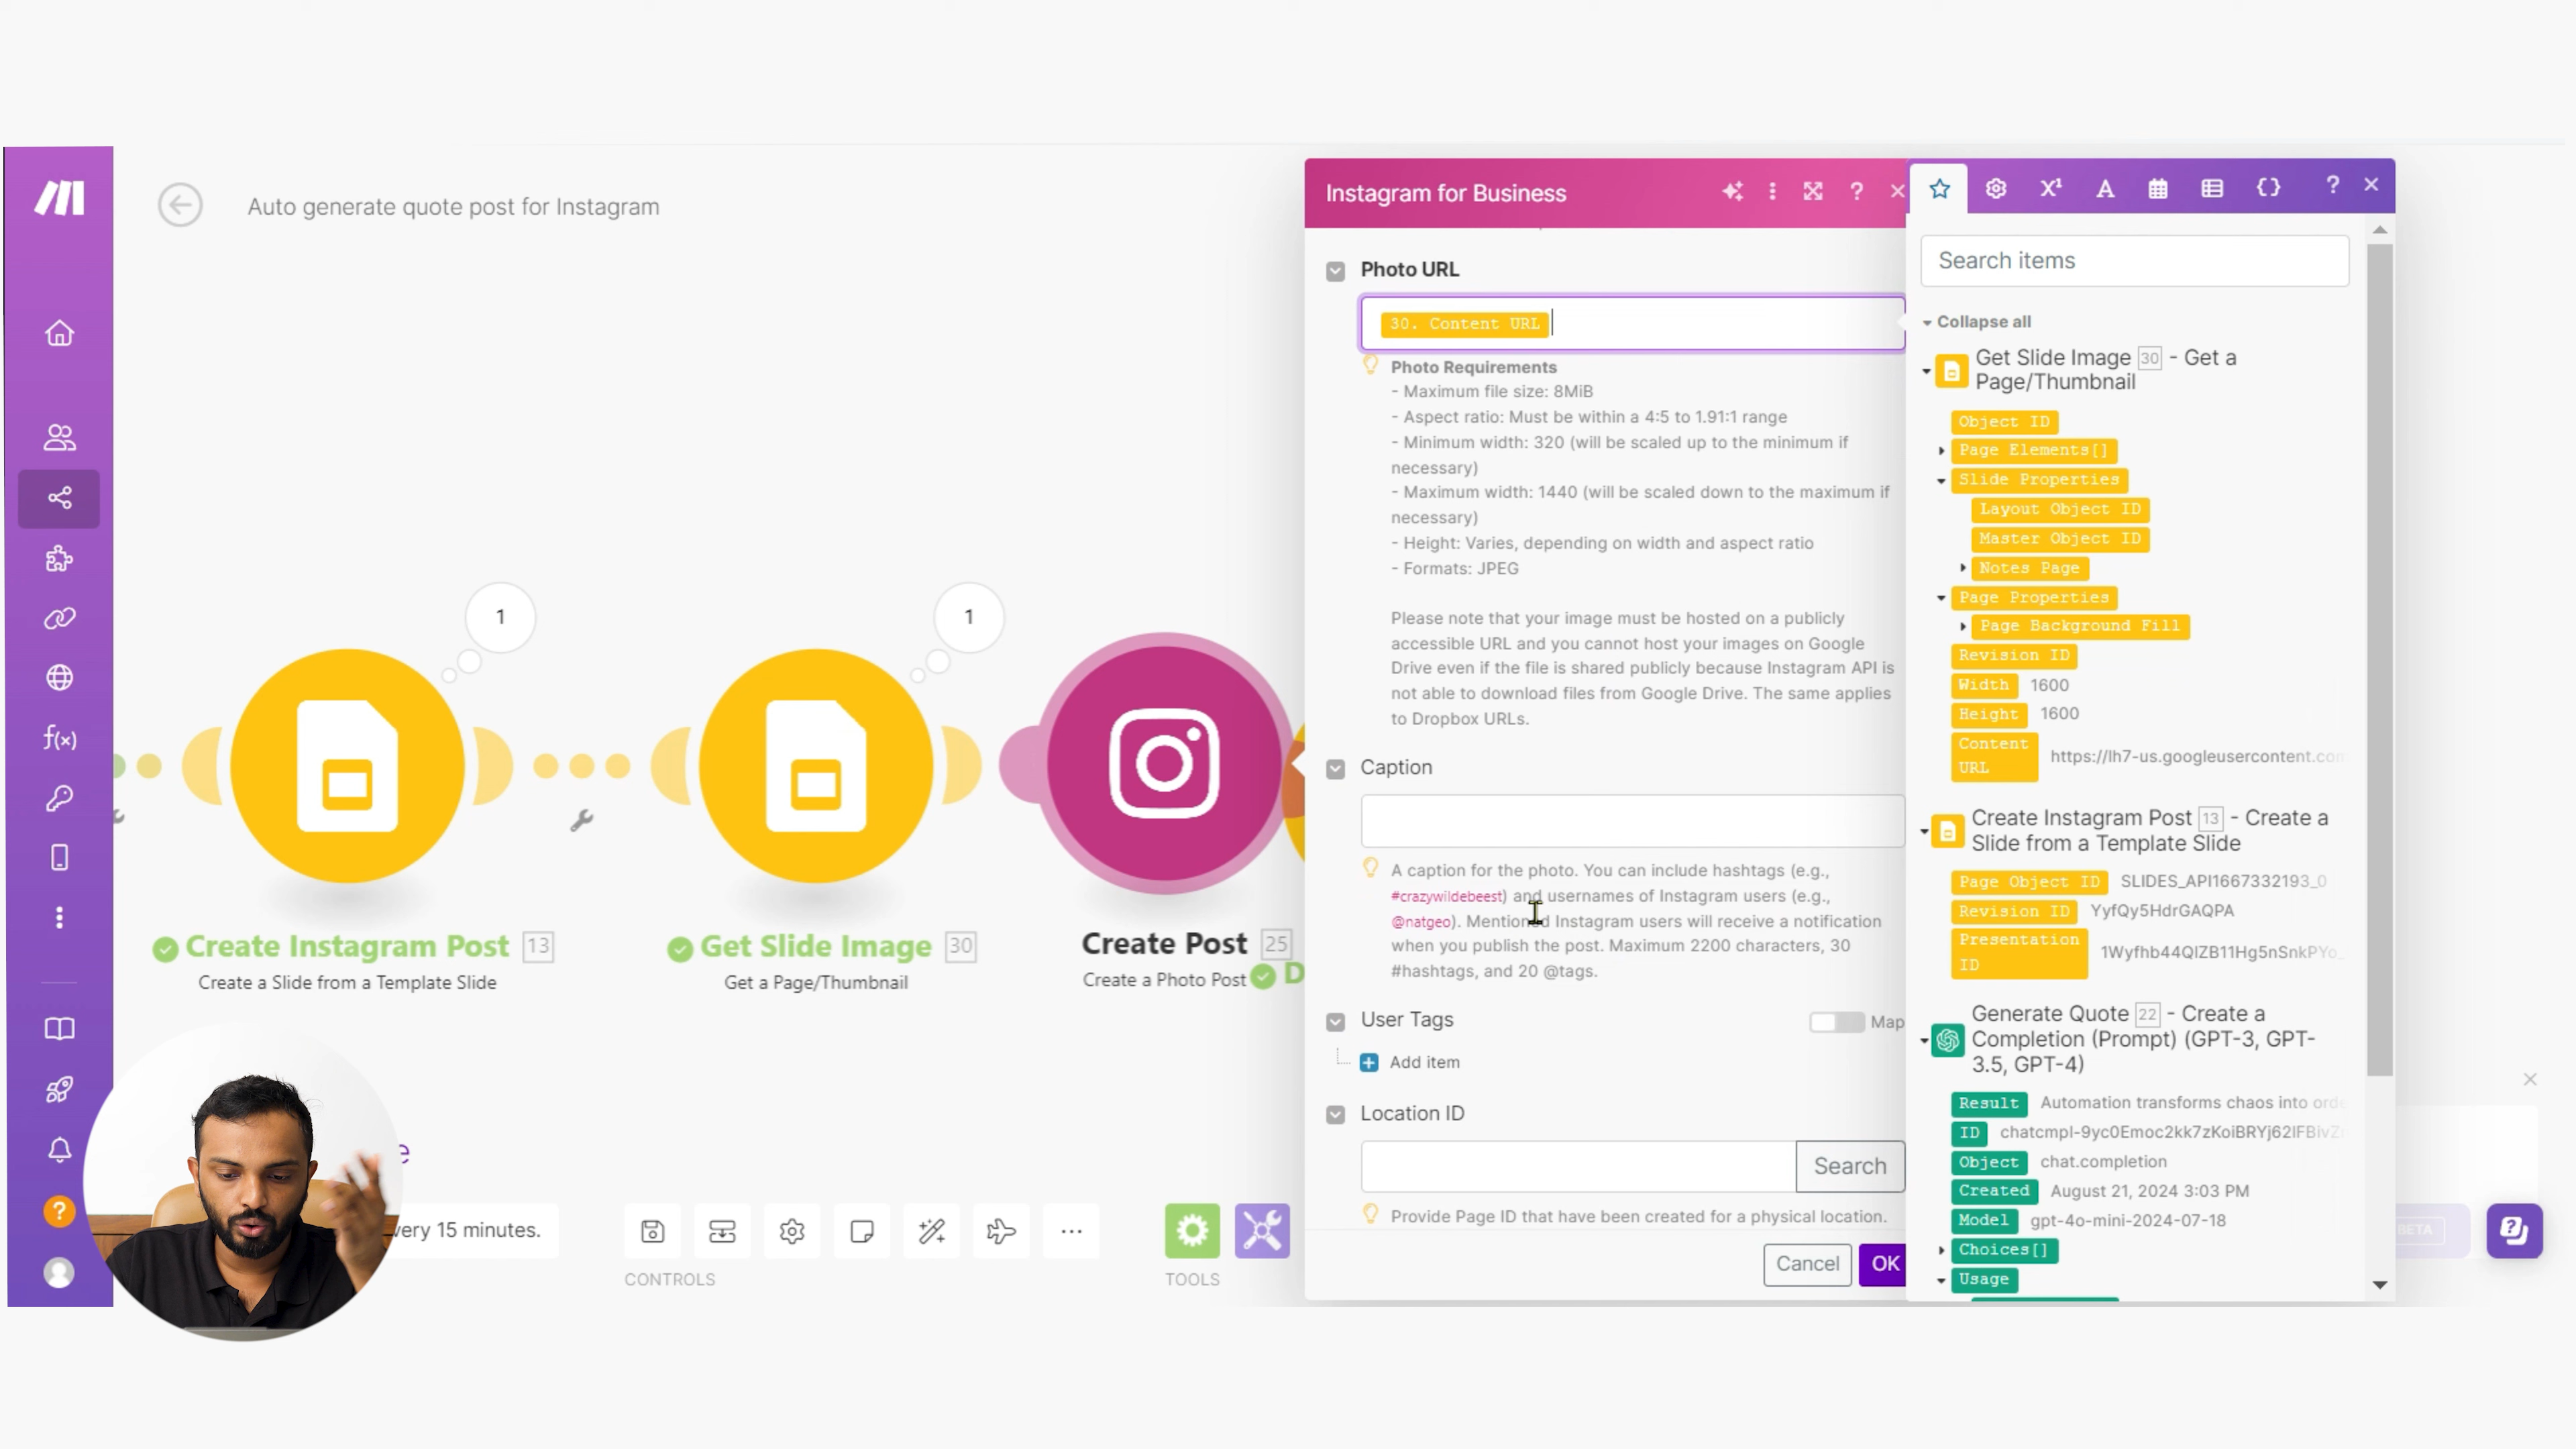 Auto generate quote post for Instagram
1
1
Create Instagram Post 13
Create a Slide from a Template Slide
Get Slide Image 30
Get a Page/Thumbnail
Create Post 25
Create a Photo Post
D
e
very 15 minutes.
CONTROLS
TOOLS
?
Instagram for Business
?
Photo URL
30. Content URL
Photo Requirements
- Maximum file size: 8MiB
- Aspect ratio: Must be within a 4:5 to 1.91:1 range
- Minimum width: 320 (will be scaled up to the minimum if
necessary)
- Maximum width: 1440 (will be scaled down to the maximum if
necessary)
- Height: Varies, depending on width and aspect ratio
- Formats: JPEG
Please note that your image must be hosted on a publicly
accessible URL and you cannot host your images on Google
Drive even if the file is shared publicly because Instagram API is
not able to download files from Google Drive. The same applies
to Dropbox URLs.
Caption
A caption for the photo. You can include hashtags (e.g.,
#crazywildebeest) and usernames of Instagram users (e.g.,
@natgeo). Mentioned Instagram users will receive a notification
when you publish the post. Maximum 2200 characters, 30
#hashtags, and 20 @tags.
User Tags
Map
Add item
Location ID
Search
Provide Page ID that have been created for a physical location.
Cancel
OK
Search items
Collapse all
Get Slide Image 30 - Get a
Page/Thumbnail
Object ID
Page Elements[]
Slide Properties
Layout Object ID
Master Object ID
Notes Page
Page Properties
Page Background Fill
Revision ID
Width 1600
Height 1600
Content URL https://lh7-us.googleusercontent.com
Create Instagram Post 13 - Create a
Slide from a Template Slide
Page Object ID SLIDES_API1667332193_0
Revision ID YyfQy5HdrGAQPA
Presentation ID
Generate Quote 22 - Create a
Completion (Prompt) (GPT-3, GPT-
3.5, GPT-4)
Result Automation transforms chaos into
ID
Object chat.completion
Created August 21, 2024 3:03 PM
Model gpt-4o-mini-2024-07-18
Choices[]
Usage
BETA